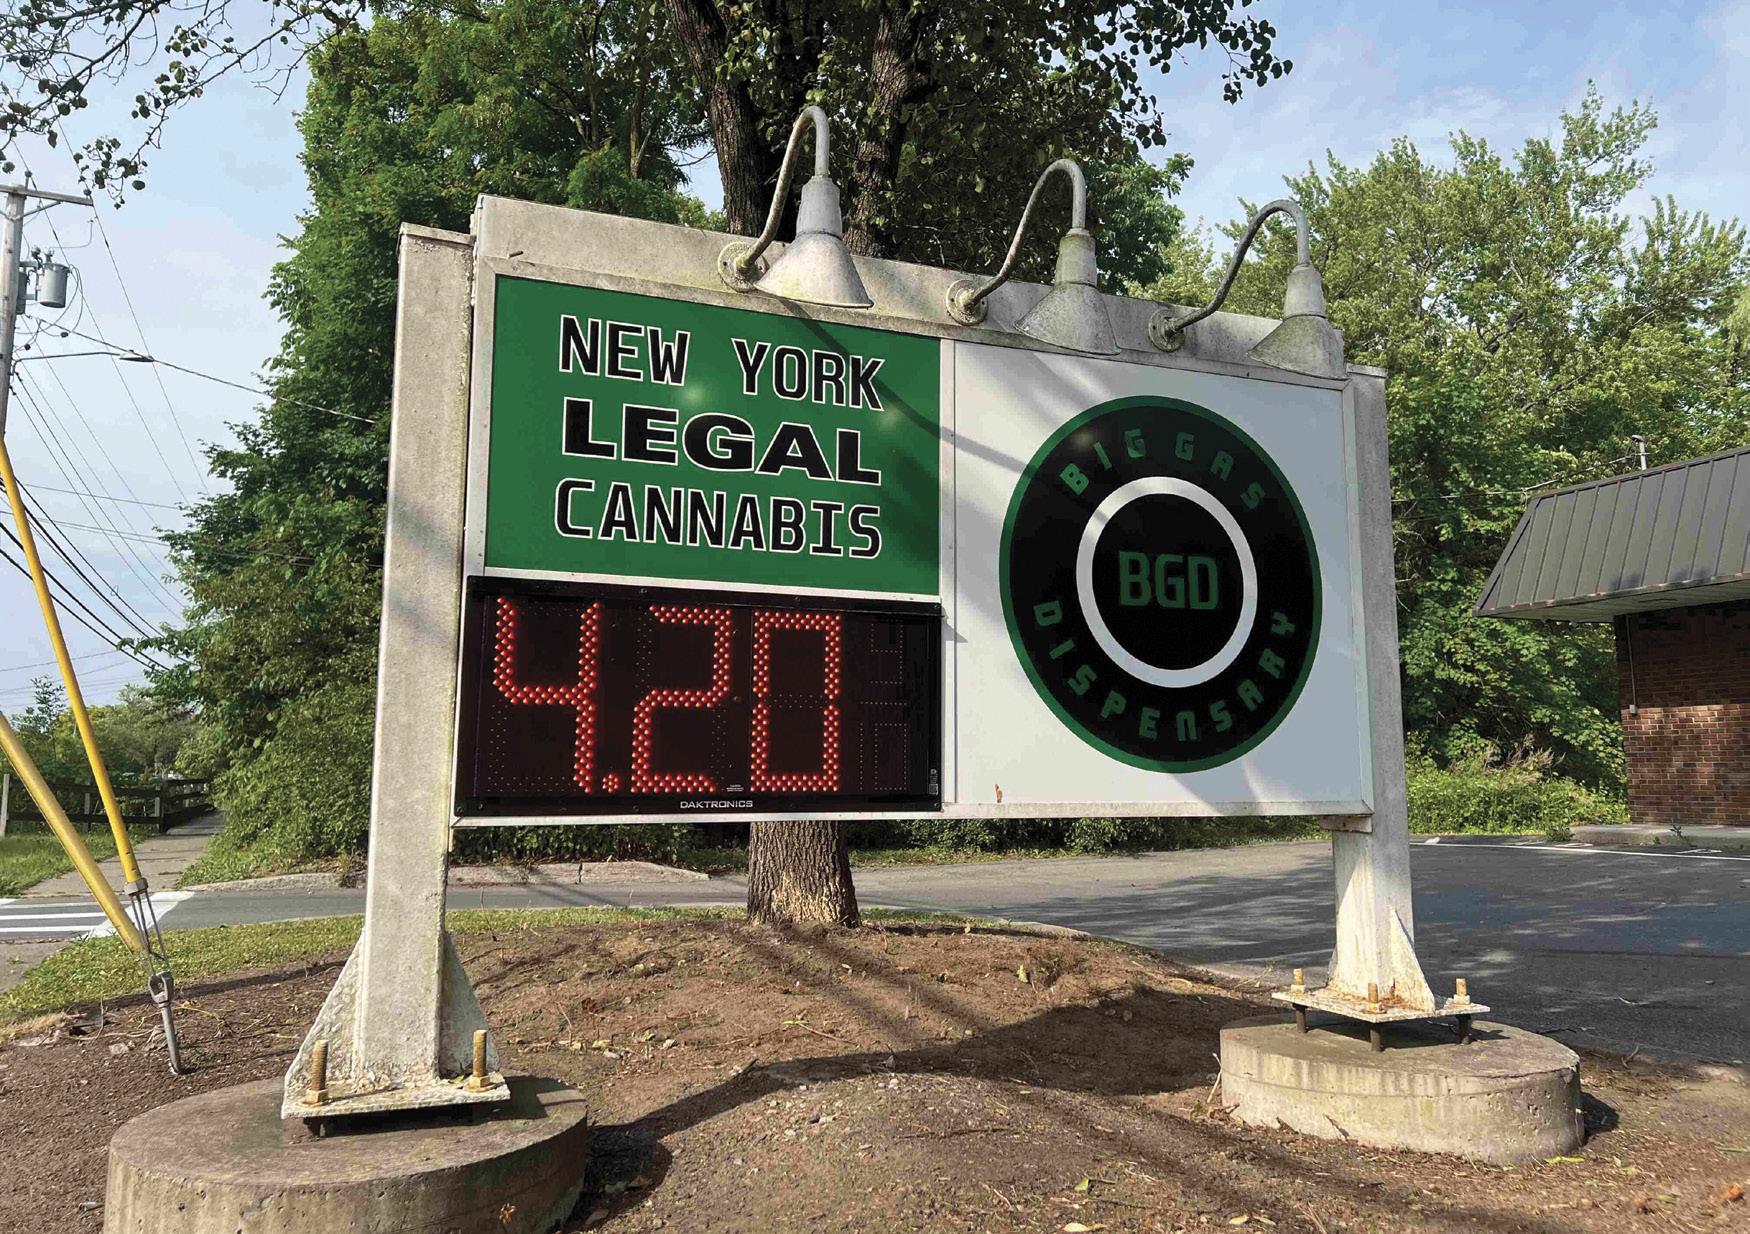 NEW YORK
LEGAL
CANNABIS
4.20
DAKTRONICS
BIG GAS
BGD
DISPENSARY